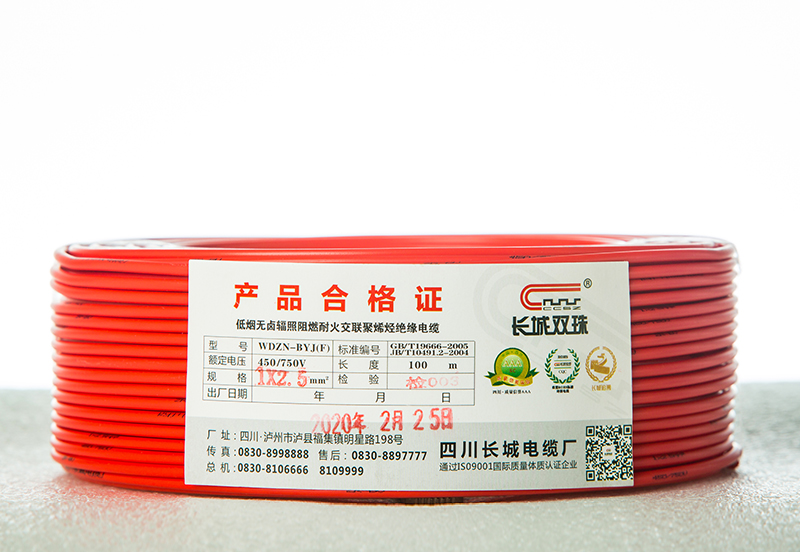 产品合格证
低烟无卤辐照阻燃耐火交联聚烯烃绝缘电缆
CCSZ ®
长城双珠
型 号 WDZN-BYJ(F) 标准编号 GB/T19666-2005 JB/T10491.2-2004
额定电压 450/750V 长 度 100 m
规 格 1X2.5 mm² 检 验 检003
出厂日期 年 月 日
2020年 2月 25日
厂 址：四川·泸州市泸县福集镇明星路198号
传 真：0830-8998888 售后：0830-8897777
总 机：0830-8106666 8109999
四川长城电缆厂
通过ISO9001国际质量体质认证企业